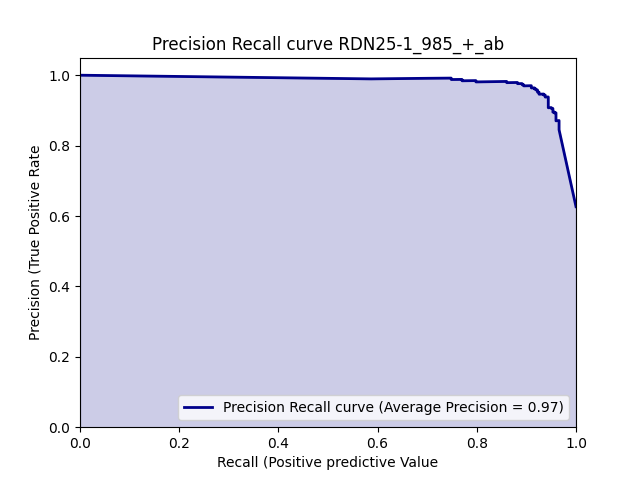 Precision Recall curve RDN25-1_985_+_ab
Precision (True Positive Rate
1.0
0.8
0.6
0.4
0.2
0.0
Precision Recall curve (Average Precision = 0.97)
0.0 0.2 0.4 0.6 0.8 1.0
Recall (Positive predictive Value